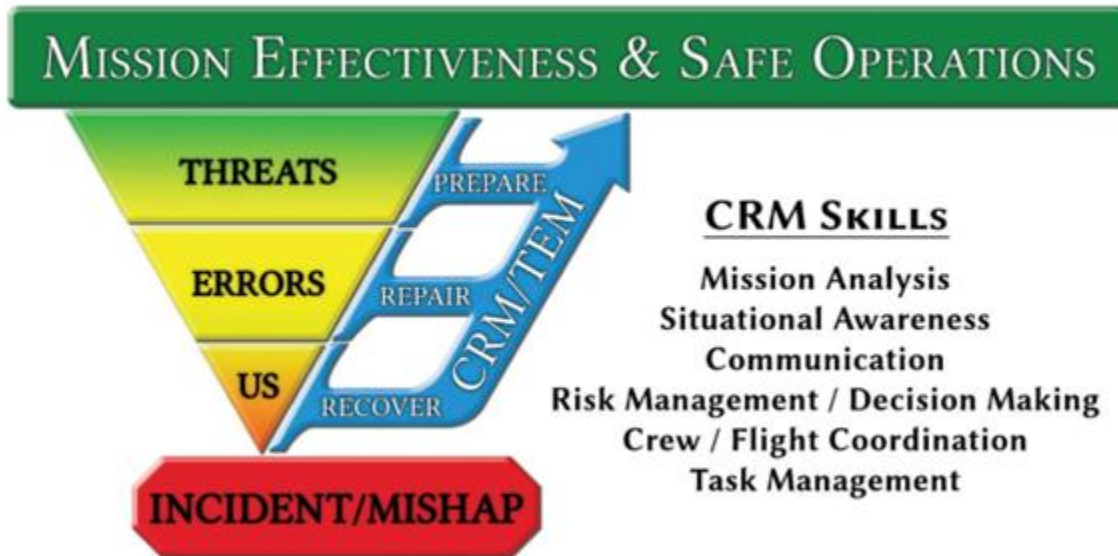 MISSION EFFECTIVENESS & SAFE OPERATIONS
THREATS
PREPARE
ERRORS
REPAIR
US
RECOVER
CRM/TEM
INCIDENT/MISHAP
CRM SKILLS
Mission Analysis
Situational Awareness
Communication
Risk Management / Decision Making
Crew / Flight Coordination
Task Management